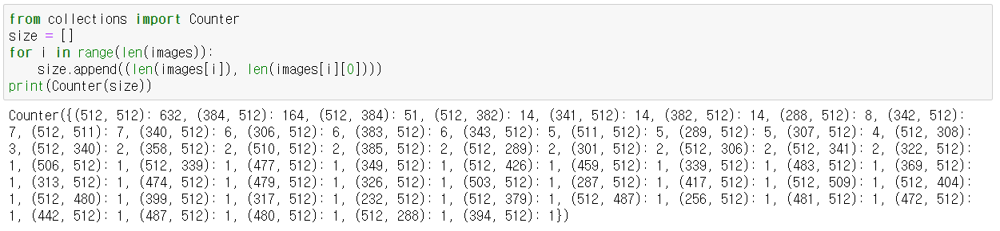 from collections import Counter
size = []
for i in range(len(images)):
    size.append((len(images[i]), len(images[i][0])))
print(Counter(size))
Counter({(512, 512): 632, (384, 512): 164, (512, 384): 51, (512, 382): 14, (341, 512): 14, (382, 512): 14, (288, 512): 8, (342, 512):
7, (512, 511): 7, (340, 512): 6, (306, 512): 6, (383, 512): 6, (343, 512): 5, (511, 512): 5, (289, 512): 5, (307, 512): 4, (512, 308):
3, (512, 340): 2, (358, 512): 2, (510, 512): 2, (385, 512): 2, (512, 289): 2, (301, 512): 2, (512, 306): 2, (512, 341): 2, (322, 512):
1, (506, 512): 1, (512, 339): 1, (477, 512): 1, (349, 512): 1, (512, 426): 1, (459, 512): 1, (339, 512): 1, (483, 512): 1, (369, 512):
1, (313, 512): 1, (474, 512): 1, (479, 512): 1, (326, 512): 1, (503, 512): 1, (287, 512): 1, (417, 512): 1, (512, 509): 1, (512, 404):
1, (512, 480): 1, (399, 512): 1, (317, 512): 1, (232, 512): 1, (512, 379): 1, (512, 487): 1, (256, 512): 1, (481, 512): 1, (472, 512):
1, (442, 512): 1, (487, 512): 1, (480, 512): 1, (512, 288): 1, (394, 512): 1})